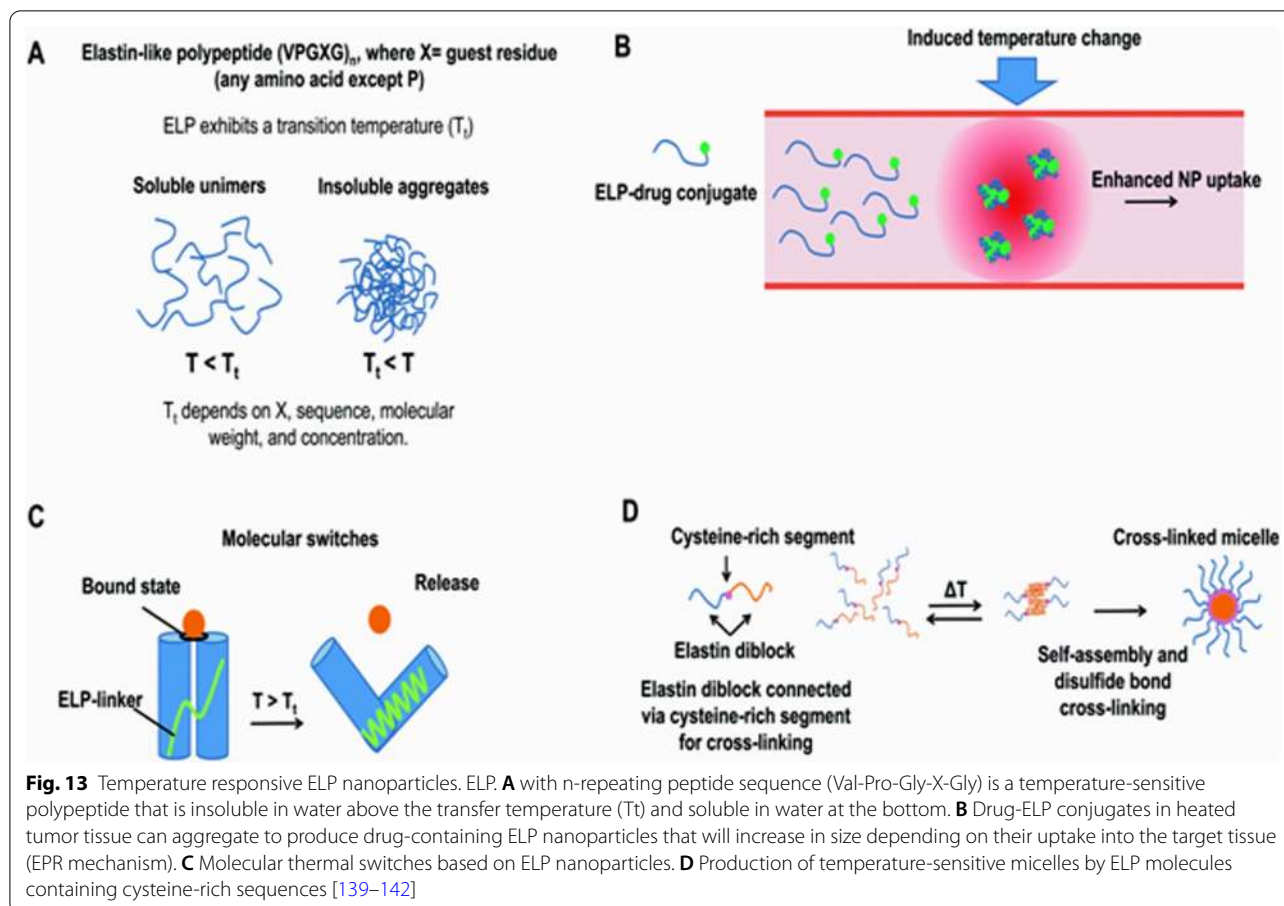 A
Elastin-like polypeptide (VPGXG)n, where X= guest residue
(any amino acid except P)
ELP exhibits a transition temperature (Tt)
Soluble unimers
Insoluble aggregates
T < Tt
Tt < T
Tt depends on X, sequence, molecular
weight, and concentration.
B
Induced temperature change
ELP-drug conjugate
Enhanced NP uptake
C
Molecular switches
Bound state
Release
ELP-linker
T > Tt
D
Cysteine-rich segment
Cross-linked micelle
ΔT
Elastin diblock
Self-assembly and
disulfide bond
cross-linking
Elastin diblock connected
via cysteine-rich segment
for cross-linking
Fig. 13 Temperature responsive ELP nanoparticles. ELP. A with n-repeating peptide sequence (Val-Pro-Gly-X-Gly) is a temperature-sensitive
polypeptide that is insoluble in water above the transfer temperature (Tt) and soluble in water at the bottom. B Drug-ELP conjugates in heated
tumor tissue can aggregate to produce drug-containing ELP nanoparticles that will increase in size depending on their uptake into the target tissue
(EPR mechanism). C Molecular thermal switches based on ELP nanoparticles. D Production of temperature-sensitive micelles by ELP molecules
containing cysteine-rich sequences [139–142]